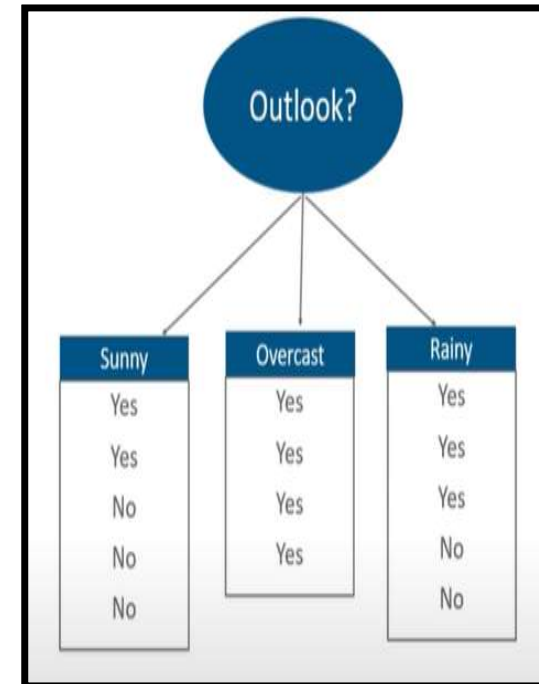 Outlook?
Sunny
Yes
Yes
No
No
No
Overcast
Yes
Yes
Yes
Yes
Rainy
Yes
Yes
Yes
No
No